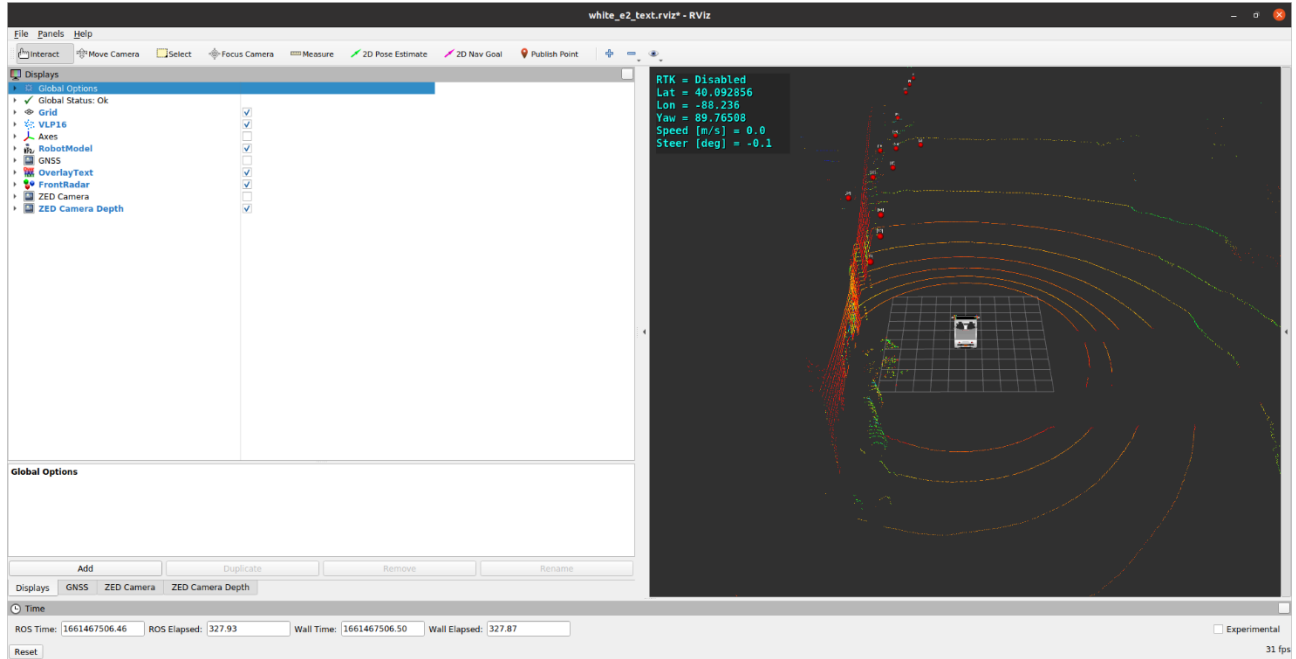 white_e2_text.rviz* - RViz
File Panels Help
Interact Move Camera Select Focus Camera Measure 2D Pose Estimate 2D Nav Goal Publish Point
Displays
Global Options
Global Status: Ok
Grid
VLP16
Axes
RobotModel
GNSS
OverlayText
FrontRadar
ZED Camera
ZED Camera Depth
Global Options
Add Duplicate Remove Rename
Displays GNSS ZED Camera ZED Camera Depth
RTK = Disabled
Lat = 40.092856
Lon = -88.236
Yaw = 89.76508
Speed [m/s] = 0.0
Steer [deg] = -0.1
Time
ROS Time: 1661467506.46 ROS Elapsed: 327.93 Wall Time: 1661467506.50 Wall Elapsed: 327.87 Experimental
Reset 31 fps